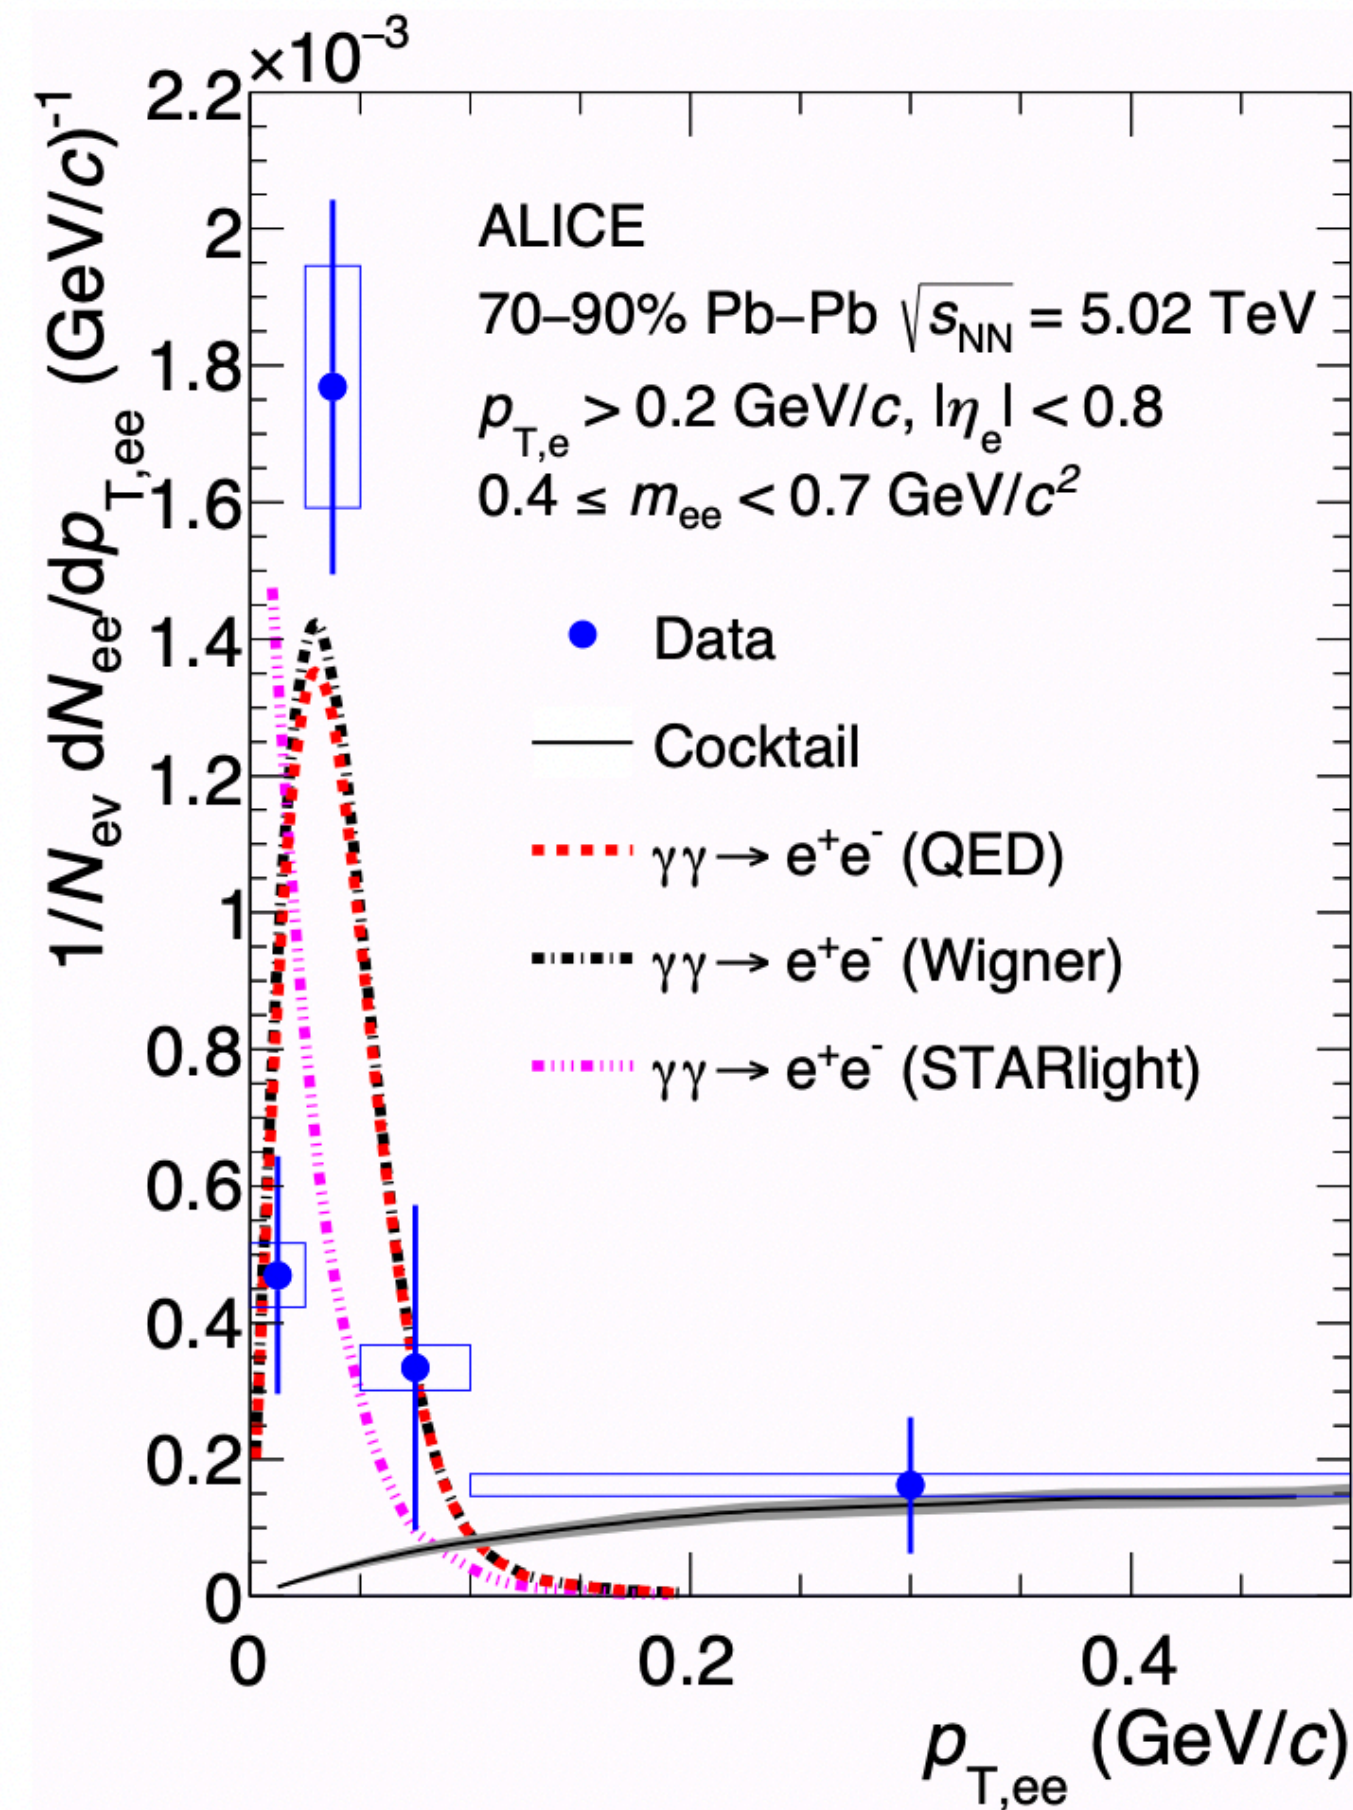 ×10⁻³
1/N_ev dN_ee/dp_T,ee (GeV/c)⁻¹
2.2
2
1.8
1.6
1.4
1.2
1
0.8
0.6
0.4
0.2
0
ALICE
70–90% Pb–Pb √s_NN = 5.02 TeV
p_T,e > 0.2 GeV/c, |η_e| < 0.8
0.4 ≤ m_ee < 0.7 GeV/c²
Data
Cocktail
γγ→ e⁺e⁻ (QED)
γγ→ e⁺e⁻ (Wigner)
γγ→ e⁺e⁻ (STARlight)
0 0.2 0.4
p_T,ee (GeV/c)